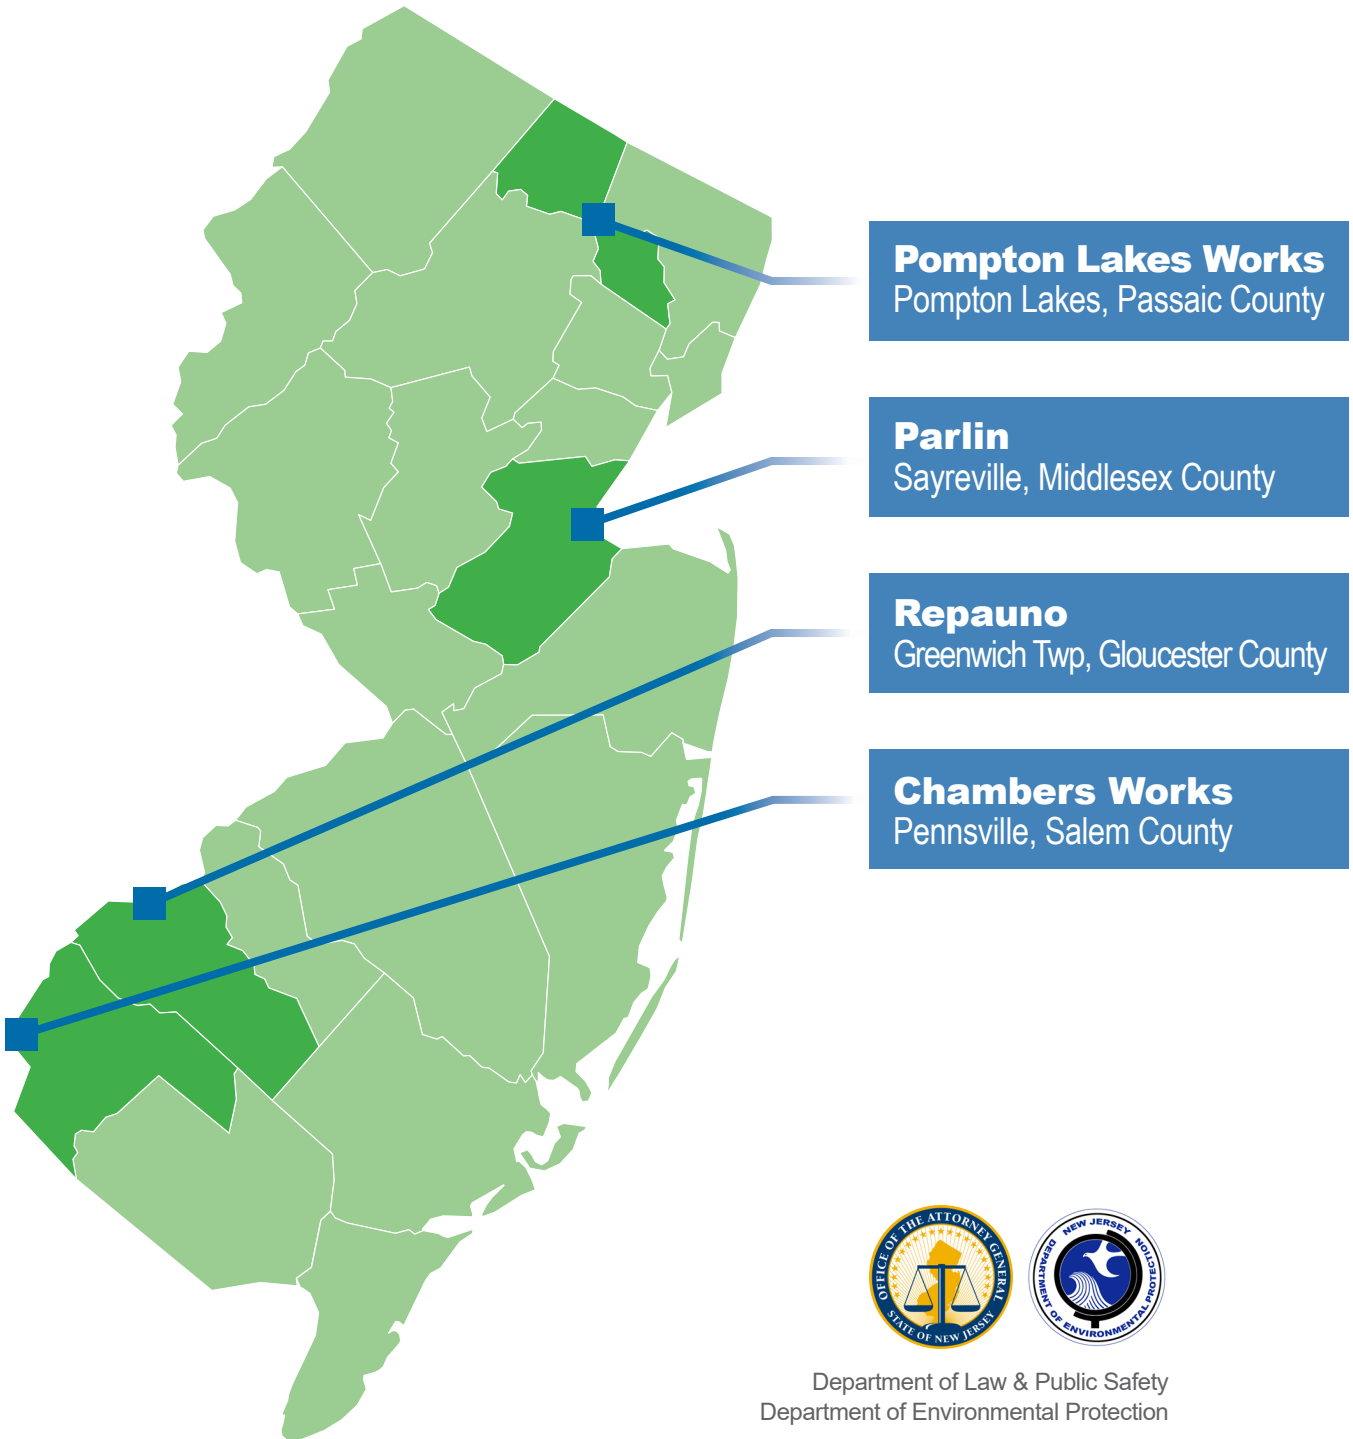 Pompton Lakes Works
Pompton Lakes, Passaic County
Parlin
Sayreville, Middlesex County
Repauno
Greenwich Twp, Gloucester County
Chambers Works
Pennsville, Salem County
OFFICE OF THE ATTORNEY GENERAL
STATE OF NEW JERSEY
NEW JERSEY
DEPARTMENT OF ENVIRONMENTAL PROTECTION
Department of Law & Public Safety
Department of Environmental Protection